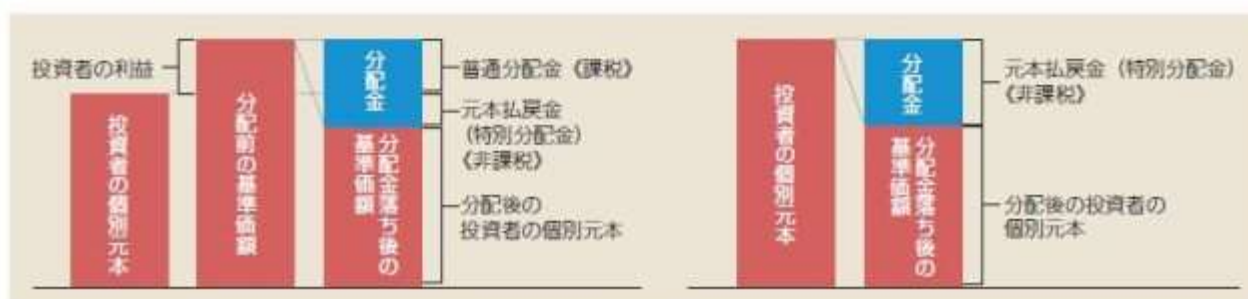 投資者の利益
投資者の個別元本
分配前の基準価額
分配金
分配金落ち後の
基準価額
普通分配金《課税》
元本払戻金
（特別分配金）
《非課税》
分配後の
投資者の個別元本
投資者の個別元本
分配金
分配金落ち後の
基準価額
元本払戻金（特別分配金）
《非課税》
分配後の投資者の
個別元本